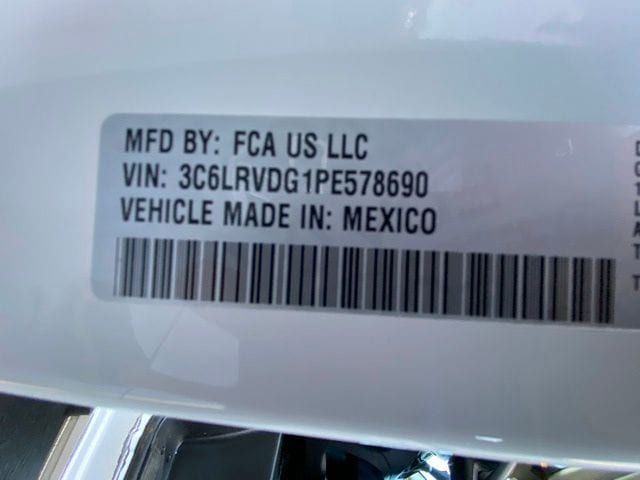 MFD BY: FCA US LLC
VIN: 3C6LRVDG1PE578690
VEHICLE MADE IN: MEXICO